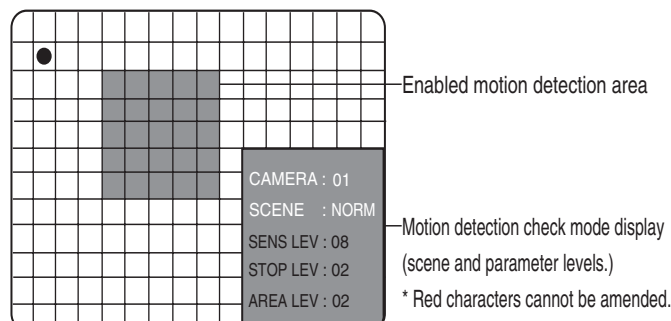 Enabled motion detection area
CAMERA : 01
SCENE : NORM
SENS LEV : 08
STOP LEV : 02
AREA LEV : 02
Motion detection check mode display
(scene and parameter levels.)
* Red characters cannot be amended.